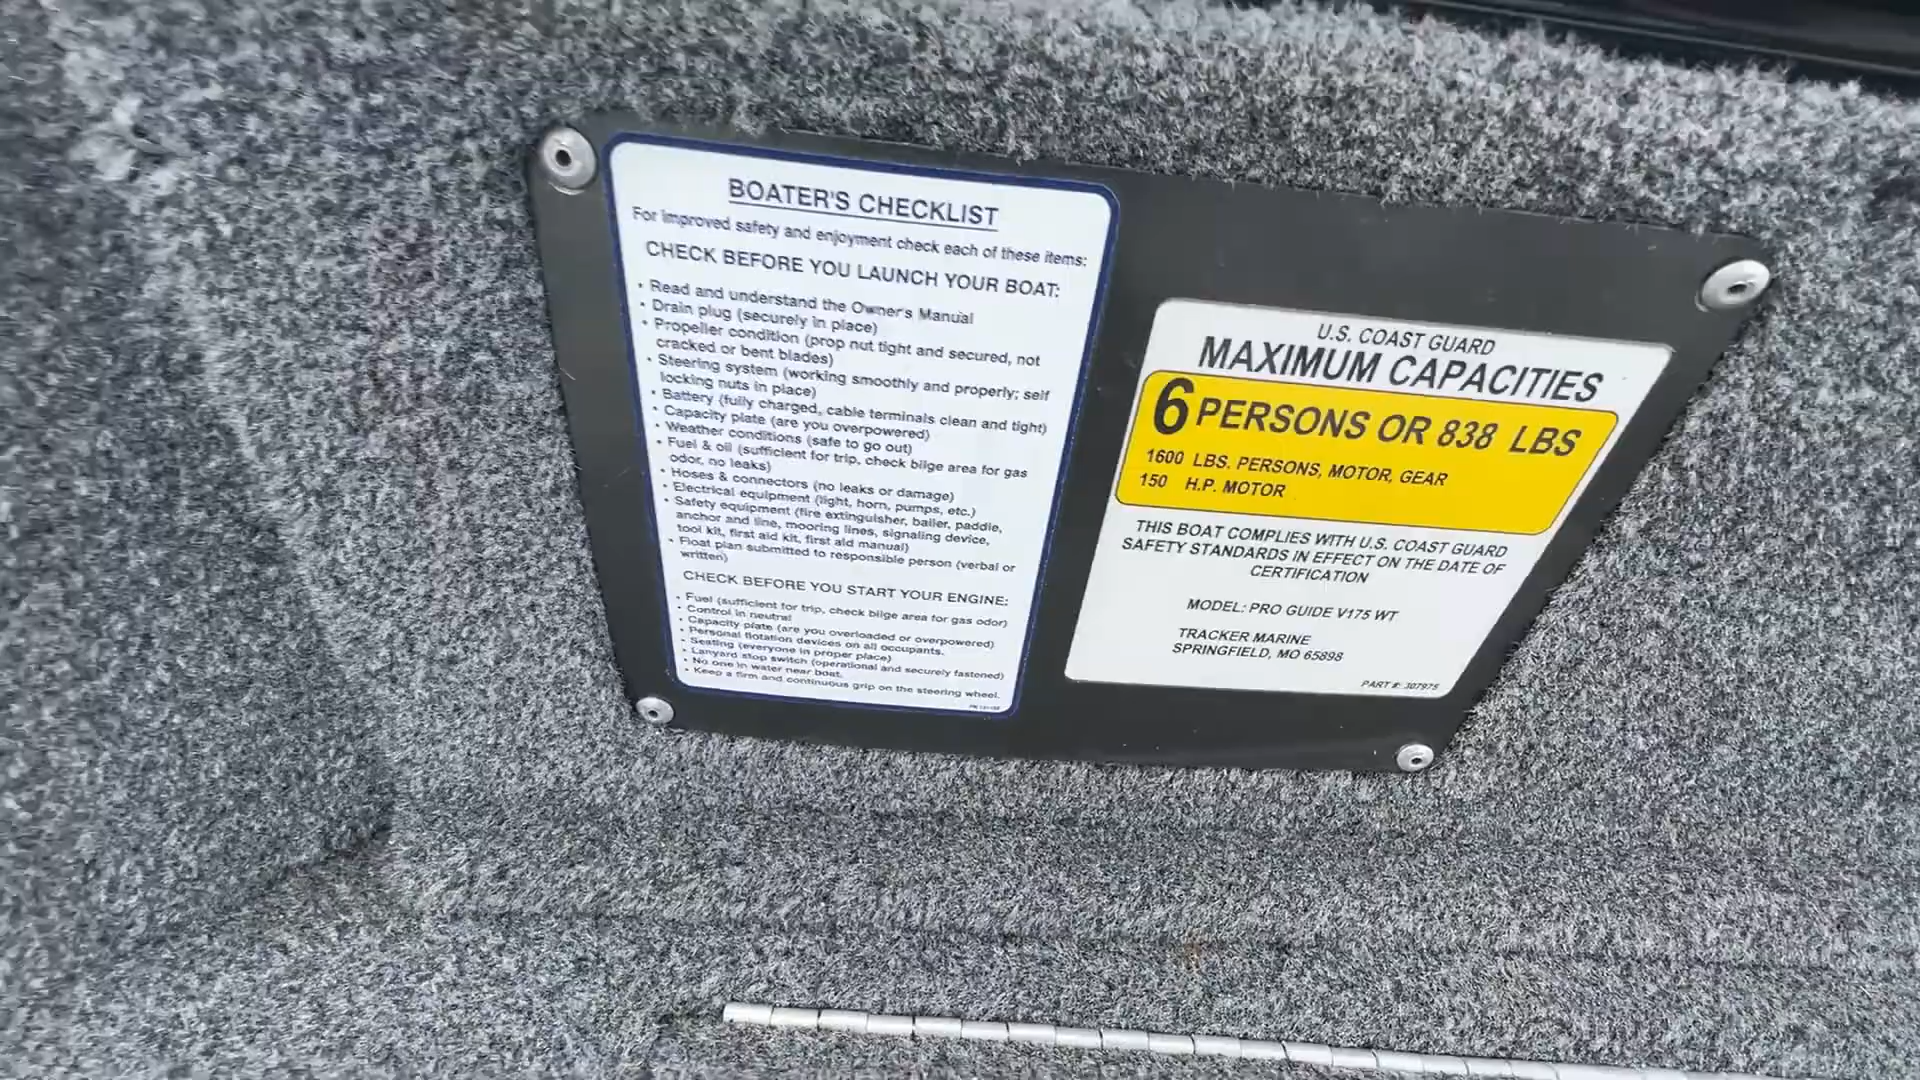 BOATER'S CHECKLIST
For improved safety and enjoyment check each of these items:
CHECK BEFORE YOU LAUNCH YOUR BOAT:
• Read and understand the Owner's Manual
• Drain plug (securely in place)
• Propeller condition (prop nut tight and secured, not
cracked or bent blades)
• Steering system (working smoothly and properly; self
locking nuts in place)
• Battery (fully charged, cable terminals clean and tight)
• Capacity plate (are you overpowered)
• Weather conditions (safe to go out)
• Fuel & oil (sufficient for trip, check bilge area for gas
odor, no leaks)
• Hoses & connectors (no leaks or damage)
• Electrical equipment (light, horn, pumps, etc.)
• Safety equipment (fire extinguisher, bailer, paddle,
anchor and line, mooring lines, signaling device,
tool kit, first aid kit, first aid manual)
• Float plan submitted to responsible person (verbal or
written)
CHECK BEFORE YOU START YOUR ENGINE:
• Fuel (sufficient for trip, check bilge area for gas odor)
• Control in neutral
• Capacity plate (are you overloaded or overpowered)
• Personal flotation devices on all occupants.
• Seating (everyone in proper place)
• Lanyard stop switch (operational and securely fastened)
• No one in water near boat.
• Keep a firm and continuous grip on the steering wheel.
U.S. COAST GUARD
MAXIMUM CAPACITIES
6 PERSONS OR 838 LBS
1600 LBS. PERSONS, MOTOR, GEAR
150 H.P. MOTOR
THIS BOAT COMPLIES WITH U.S. COAST GUARD
SAFETY STANDARDS IN EFFECT ON THE DATE OF
CERTIFICATION
MODEL: PRO GUIDE V175 WT
TRACKER MARINE
SPRINGFIELD, MO 65898
PART #: 307975